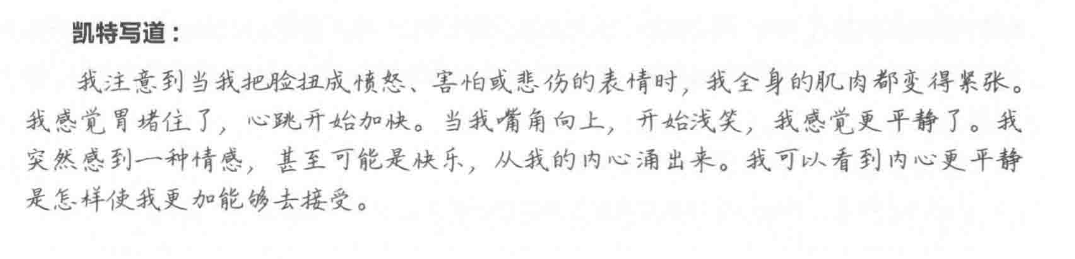 凯特写道：
我注意到当我把脸扭成愤怒、害怕或悲伤的表情时，我全身的肌肉都变得紧张。
我感觉胃堵住了，心跳开始加快。当我嘴角向上，开始浅笑，我感觉更平静了。我
突然感到一种情感，甚至可能是快乐，从我的内心涌出来。我可以看到内心更平静
是怎样使我更加能够去接受。